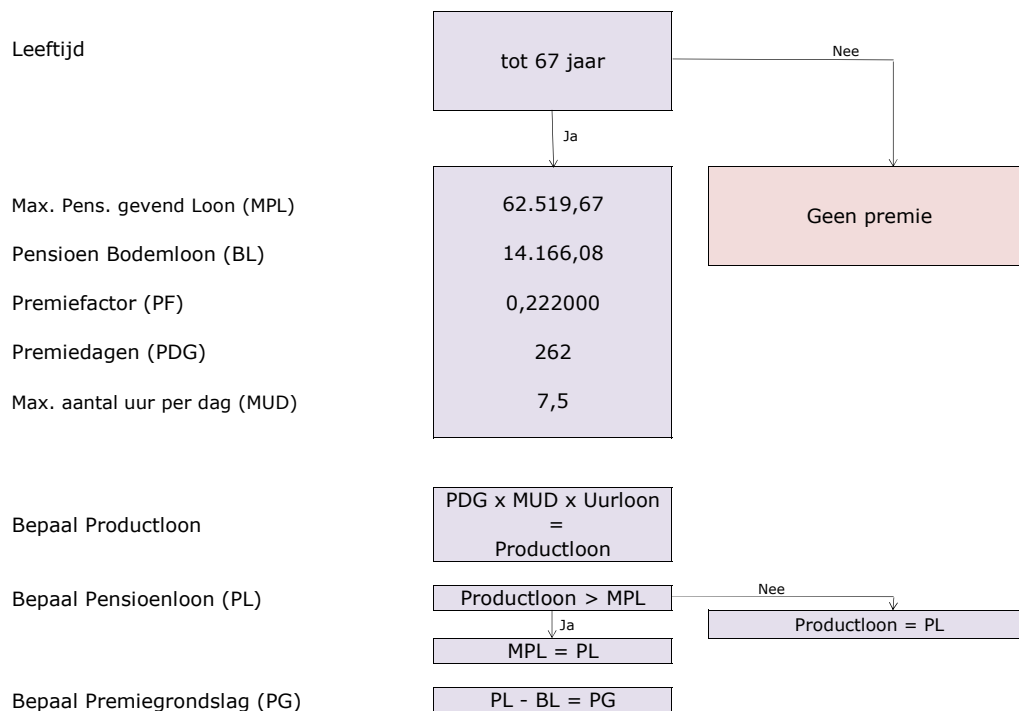 Leeftijd
tot 67 jaar
Nee
Ja
Max. Pens. gevend Loon (MPL)
62.519,67
Geen premie
Pensioen Bodemloon (BL)
14.166,08
Premiefactor (PF)
0,222000
Premiedagen (PDG)
262
Max. aantal uur per dag (MUD)
7,5
Bepaal Productloon
PDG x MUD x Uurloon
=
Productloon
Bepaal Pensioenloon (PL)
Productloon > MPL
Nee
Productloon = PL
Ja
MPL = PL
Bepaal Premiegrondslag (PG)
PL - BL = PG